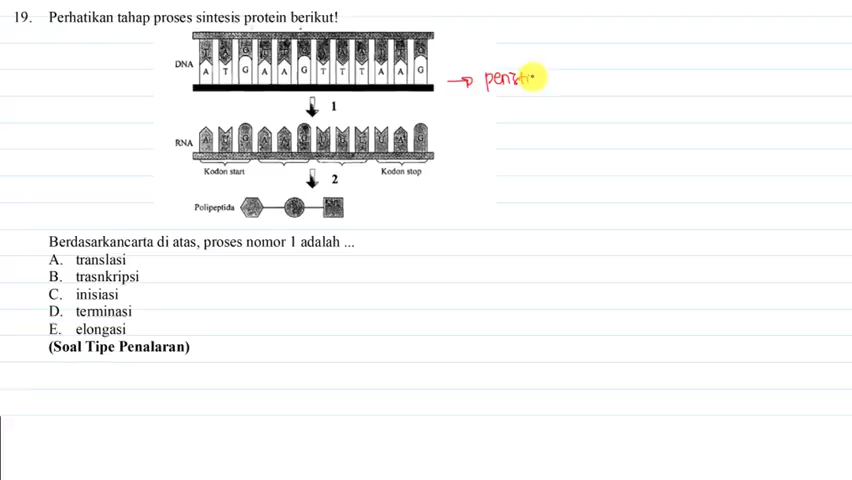 19. Perhatikan tahap proses sintesis protein berikut!
DNA
A T G A A G T T T A A G
1
RNA
Kodon start Kodon stop
2
Polipeptida
Berdasarkancarta di atas, proses nomor 1 adalah ...
A. translasi
B. trasnkripsi
C. inisiasi
D. terminasi
E. elongasi
(Soal Tipe Penalaran)